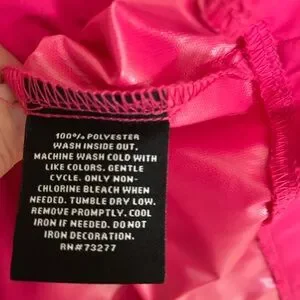 100% POLYESTER
WASH INSIDE OUT.
MACHINE WASH COLD WITH
LIKE COLORS. GENTLE
CYCLE. ONLY NON-
CHLORINE BLEACH WHEN
NEEDED. TUMBLE DRY LOW.
REMOVE PROMPTLY. COOL
IRON IF NEEDED. DO NOT
IRON DECORATION.
RN#73277